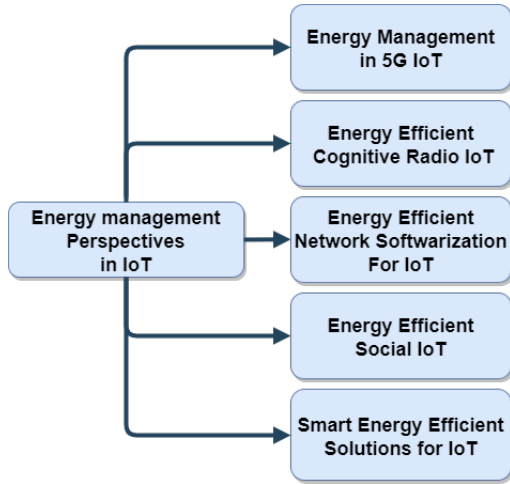 Energy Management
in 5G IoT
Energy Efficient
Cognitive Radio IoT
Energy management
Perspectives
in IoT
Energy Efficient
Network Softwarization
For IoT
Energy Efficient
Social IoT
Smart Energy Efficient
Solutions for IoT